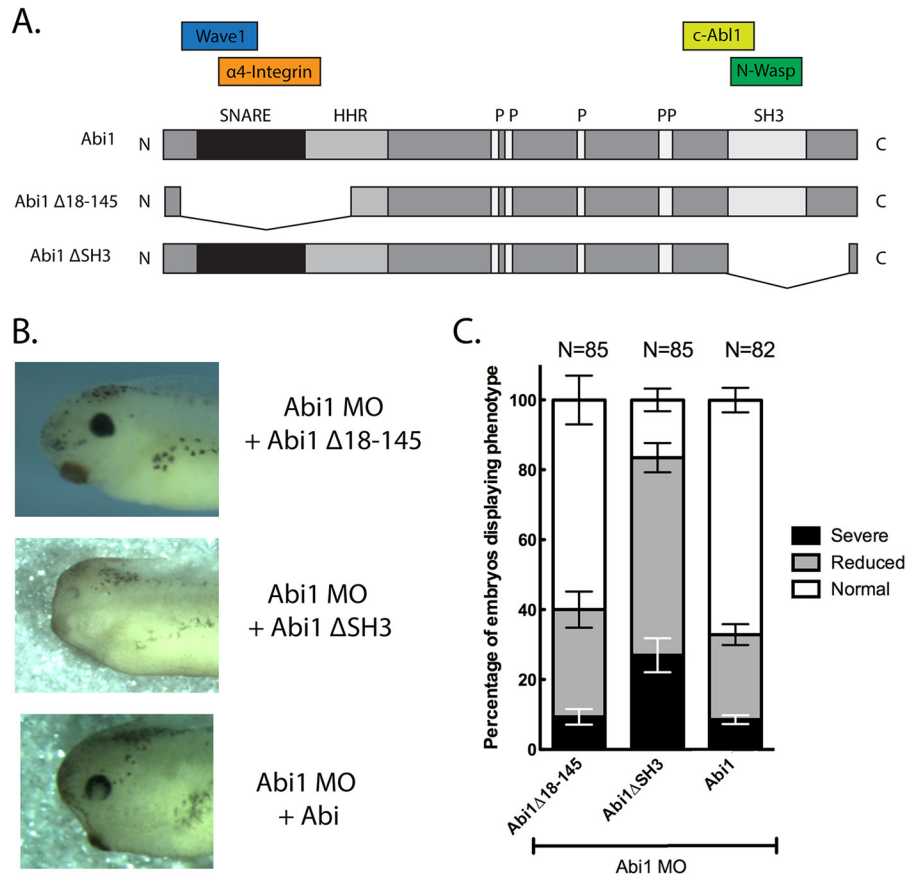 A.
Wave1
c-Abl1
α4-Integrin
N-Wasp
SNARE HHR P P P PP SH3
Abi1 N C
Abi1 Δ18-145 N C
Abi1 ΔSH3 N C
B.
Abi1 MO
+ Abi1 Δ18-145
Abi1 MO
+ Abi1 ΔSH3
Abi1 MO
+ Abi
C.
N=85 N=85 N=82
Percentage of embryos displaying phenotype
100
80
60
40
20
0
Severe
Reduced
Normal
Abi1Δ18-145
Abi1ΔSH3
Abi1
Abi1 MO